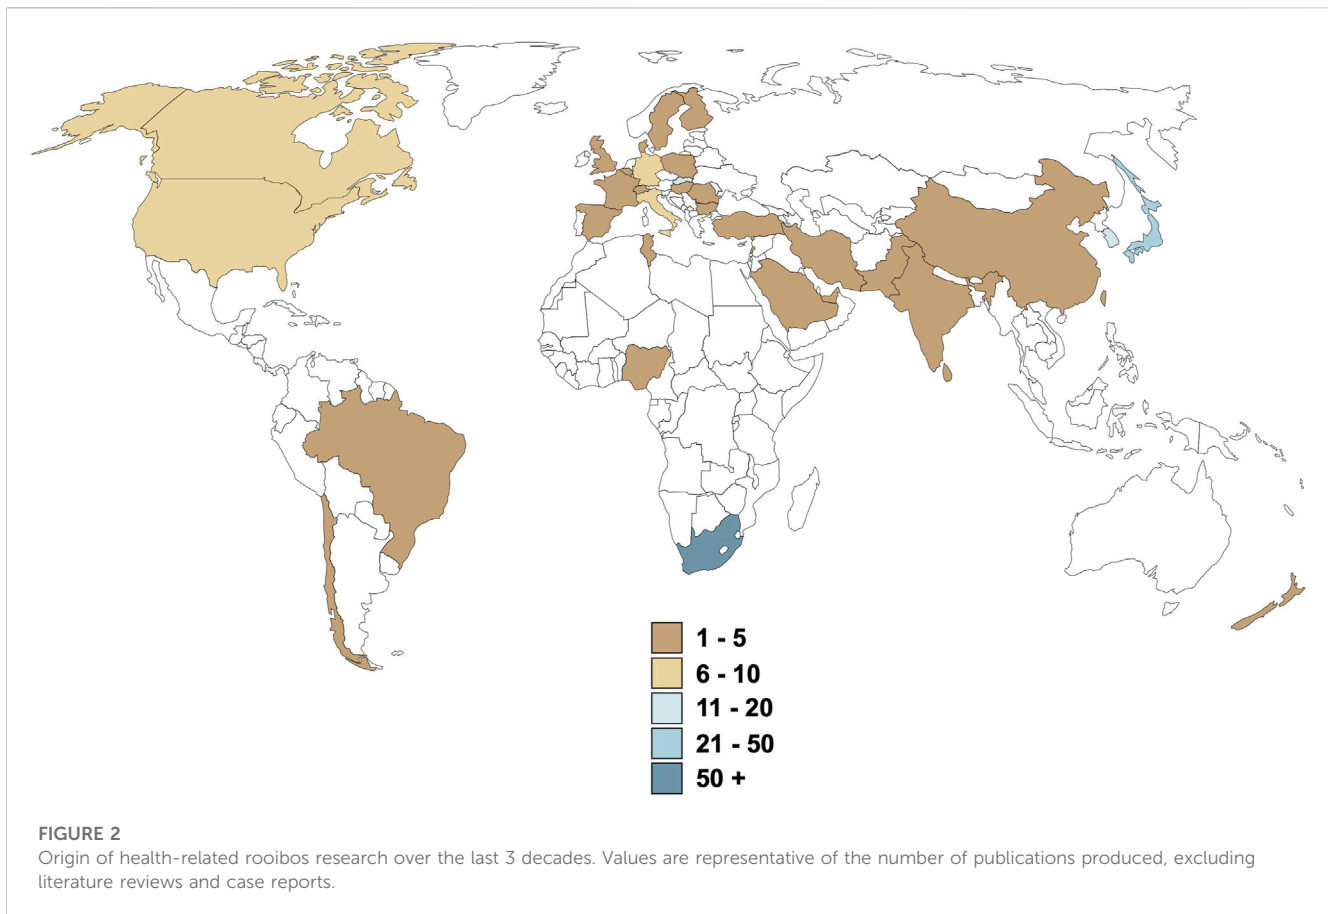 1 - 5
6 - 10
11 - 20
21 - 50
50 +
FIGURE 2
Origin of health-related rooibos research over the last 3 decades. Values are representative of the number of publications produced, excluding
literature reviews and case reports.